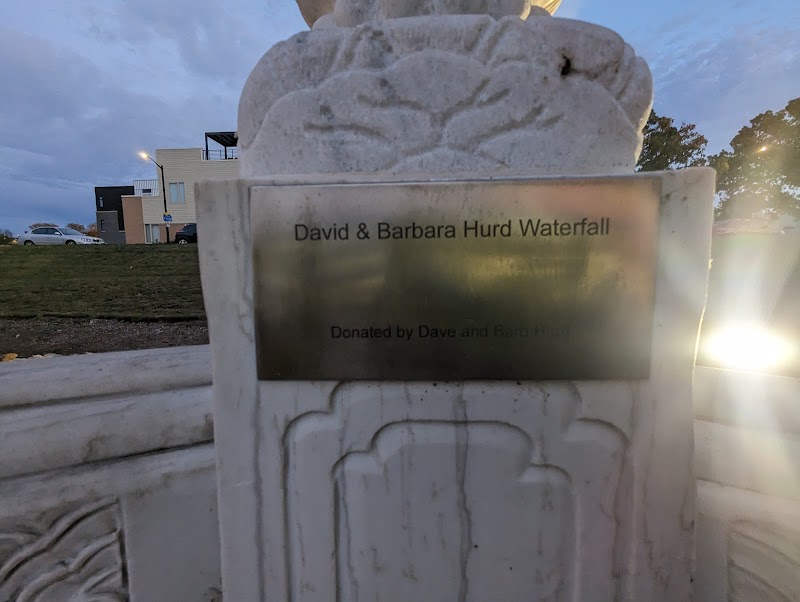 David & Barbara Hurd Waterfall
Donated by Dave and Barb Hurd